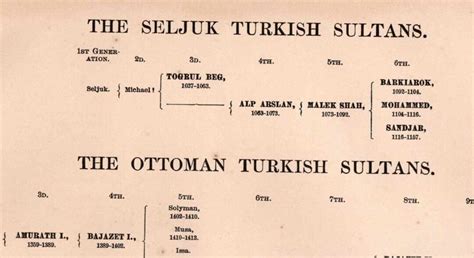 THE SELJUK TURKISH SULTANS.
1ST GENER-
ATION. 2D. 3D. 4TH. 5TH. 6TH.
Seljuk. { Michael? { TOGRUL BEG,
1037-1063.
ALP ARSLAN,
1063-1073.
MALEK SHAH,
1073-1092.
BARKIAROK,
1092-1104.
MOHAMMED,
1104-1116.
SANDJAR,
1116-1157.
THE OTTOMAN TURKISH SULTANS.
3D. 4TH. 5TH. 6TH. 7TH. 8TH.
AMURATH I.,
1359-1389.
BAJAZET I.,
1389-1402.
Solyman,
1402-1410.
Musa,
1410-1413.
Issa.